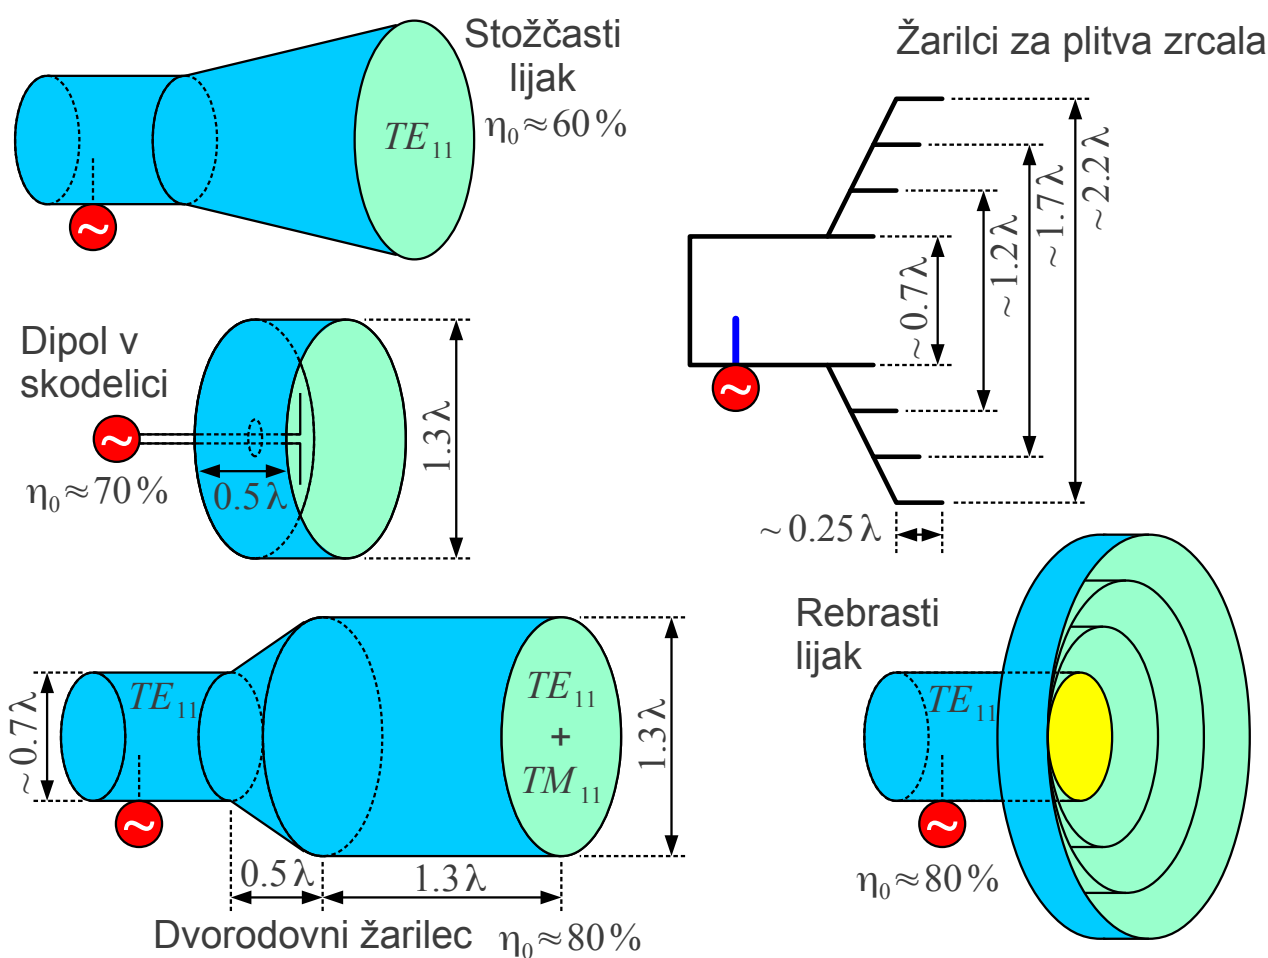 Stožčasti
lijak
η₀≈60%
TE₁₁
~
Žarilci za plitva zrcala
~0.7λ
~1.2λ
~1.7λ
~2.2λ
~
~0.25λ
Dipol v
skodelici
~
η₀≈70%
0.5λ
1.3λ
~0.7λ
TE₁₁
~
TE₁₁
+
TM₁₁
1.3λ
0.5λ
1.3λ
Dvorodovni žarilec
η₀≈80%
Rebrasti
lijak
TE₁₁
~
η₀≈80%